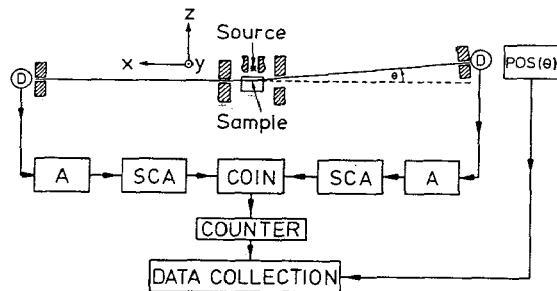 Z
Source
X
y
D
θ
D
POS(θ)
Sample
A
SCA
COIN
SCA
A
COUNTER
DATA COLLECTION